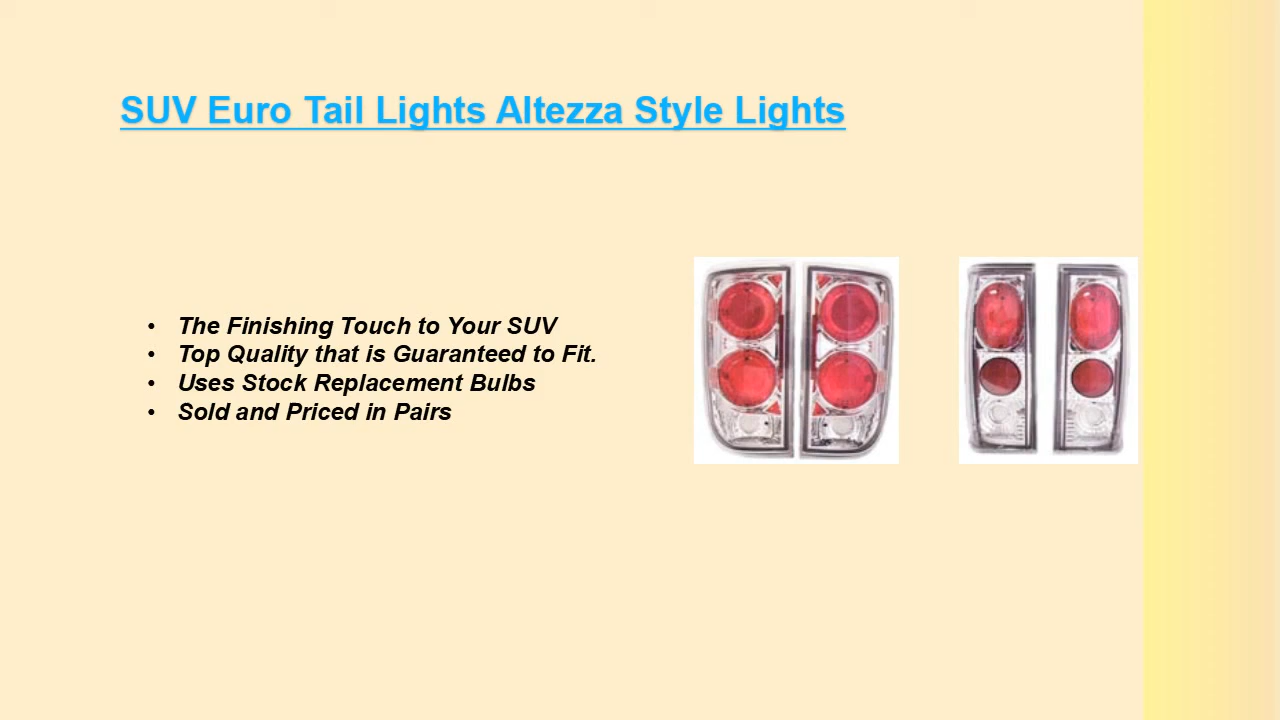 SUV Euro Tail Lights Altezza Style Lights
• The Finishing Touch to Your SUV
• Top Quality that is Guaranteed to Fit.
• Uses Stock Replacement Bulbs
• Sold and Priced in Pairs